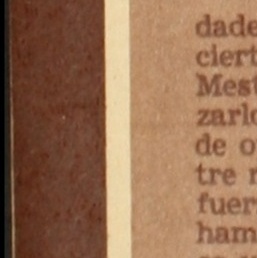 dade
ciert
Mest
zarlo
de o
tre
fuer
ham